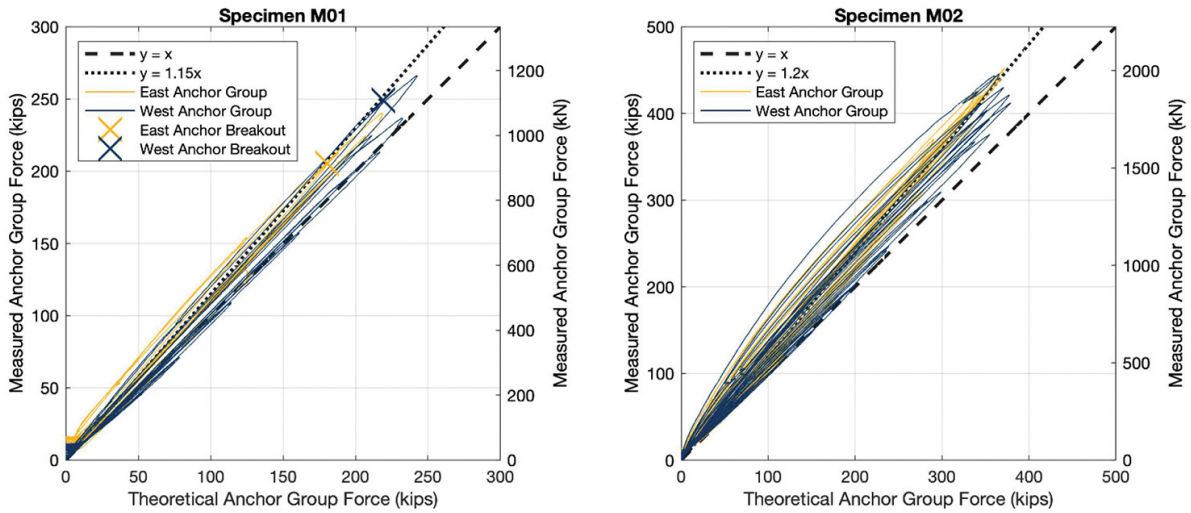 Specimen M01
300
250
200
150
100
50
0
0
50
100
150
200
250
300
1200
1000
800
600
400
200
0
Measured Anchor Group Force (kips)
Theoretical Anchor Group Force (kips)
Measured Anchor Group Force (kN)
y = x
y = 1.15x
East Anchor Group
West Anchor Group
East Anchor Breakout
West Anchor Breakout
Specimen M02
500
400
300
200
100
0
0
100
200
300
400
500
2000
1500
1000
500
0
Measured Anchor Group Force (kips)
Theoretical Anchor Group Force (kips)
Measured Anchor Group Force (kN)
y = x
y = 1.2x
East Anchor Group
West Anchor Group